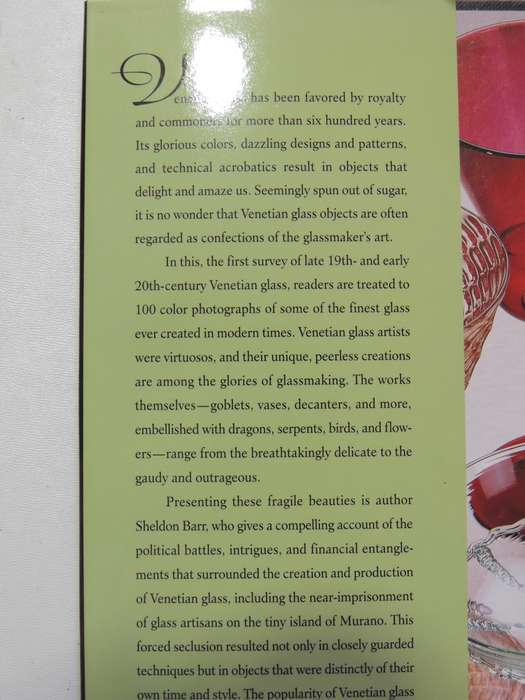 V has been favored by royalty
and commoners for more than six hundred years.
Its glorious colors, dazzling designs and patterns,
and technical acrobatics result in objects that
delight and amaze us. Seemingly spun out of sugar,
it is no wonder that Venetian glass objects are often
regarded as confections of the glassmaker's art.
In this, the first survey of late 19th- and early
20th-century Venetian glass, readers are treated to
100 color photographs of some of the finest glass
ever created in modern times. Venetian glass artists
were virtuosos, and their unique, peerless creations
are among the glories of glassmaking. The works
themselves—goblets, vases, decanters, and more,
embellished with dragons, serpents, birds, and flow-
ers—range from the breathtakingly delicate to the
gaudy and outrageous.
Presenting these fragile beauties is author
Sheldon Barr, who gives a compelling account of the
political battles, intrigues, and financial entangle-
ments that surrounded the creation and production
of Venetian glass, including the near-imprisonment
of glass artisans on the tiny island of Murano. This
forced seclusion resulted not only in closely guarded
techniques but in objects that were distinctly of their
own time and style. The popularity of Venetian glass